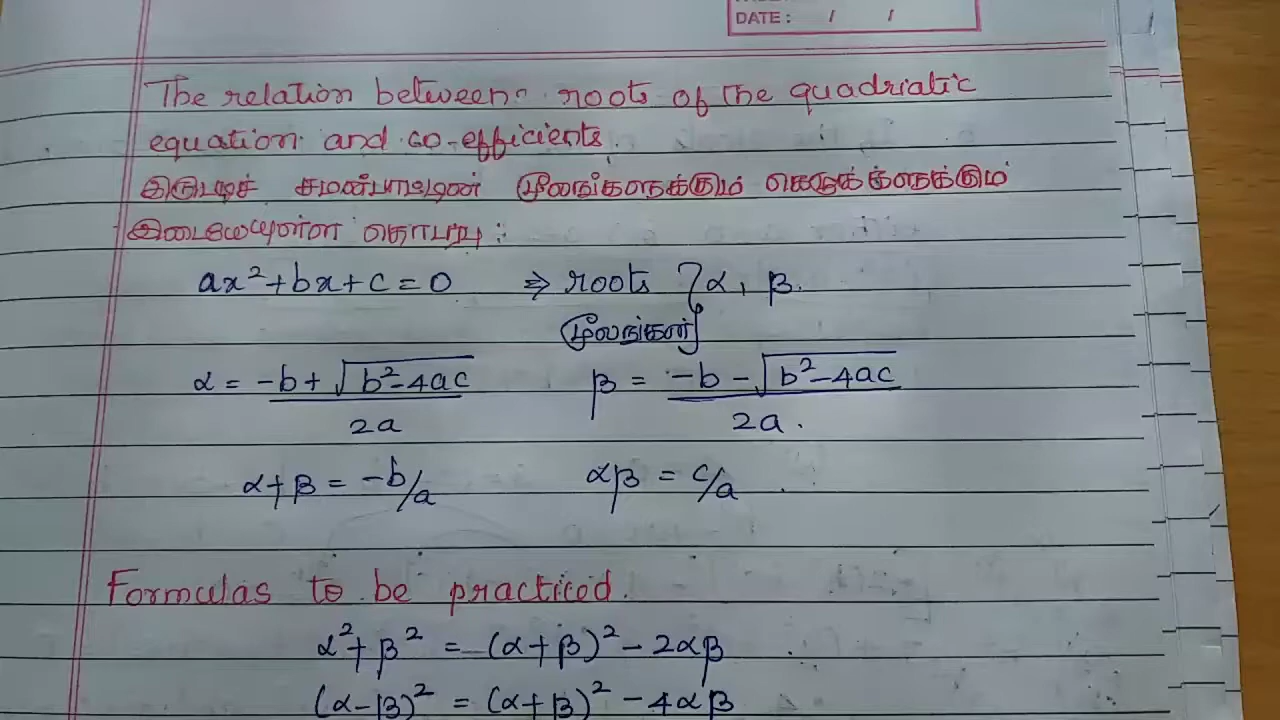 DATE : / /
The relation between roots of the quadriatic
equation and co-efficients.
இருபடிச் சமன்பாட்டின் மூலங்களுக்கும் கெழுக்களுக்கும்
இடையேயுள்ள தொடர்பு :
ax² + bx + c = 0 ⇒ roots } α, β.
மூலங்கள்
α = (-b + √(b² - 4ac)) / 2a β = (-b - √(b² - 4ac)) / 2a.
α + β = -b/a αβ = c/a
Formulas to be practiced.
α² + β² = (α + β)² - 2αβ
(α - β)² = (α + β)² - 4αβ